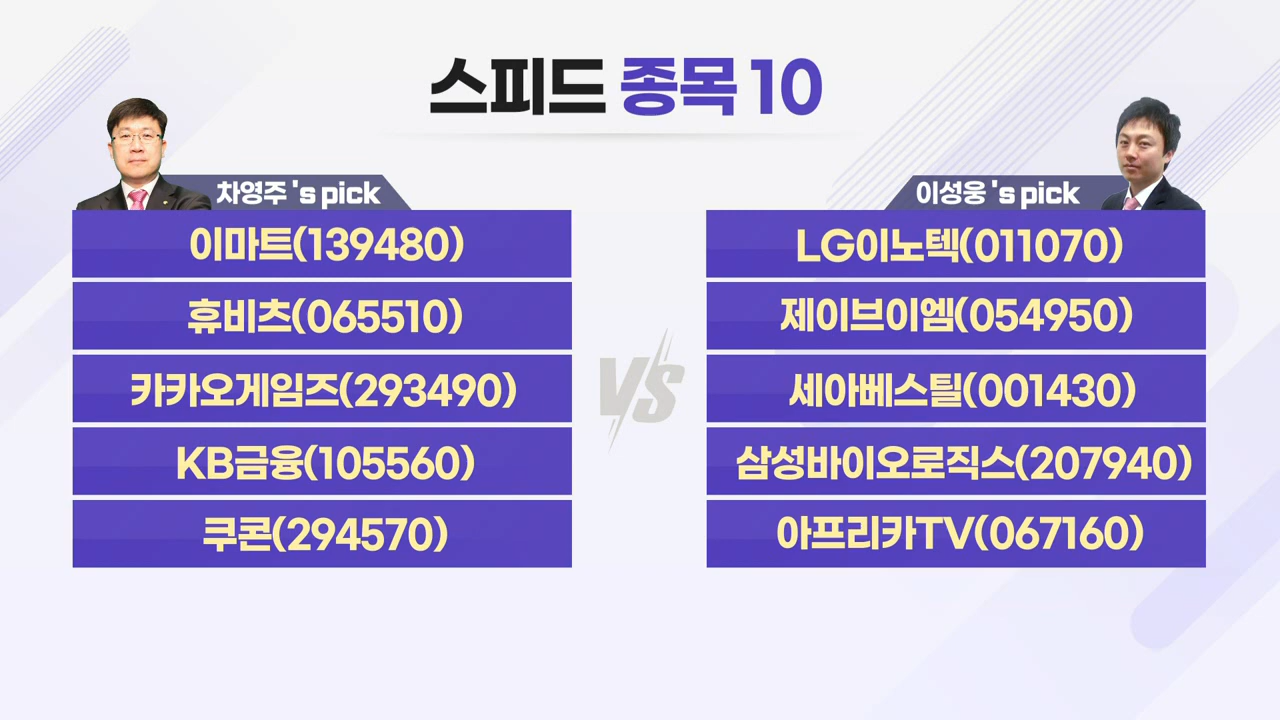 스피드 종목 10
차영주 's pick
이마트(139480)
휴비츠(065510)
카카오게임즈(293490)
KB금융(105560)
쿠콘(294570)
VS
이성웅 's pick
LG이노텍(011070)
제이브이엠(054950)
세아베스틸(001430)
삼성바이오로직스(207940)
아프리카TV(067160)